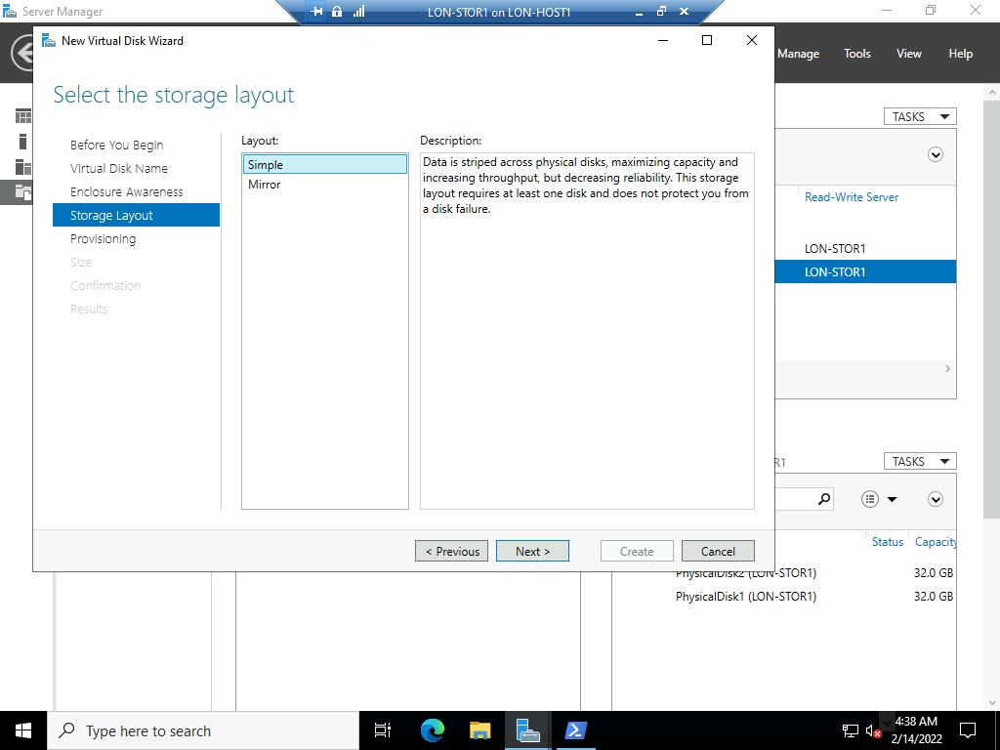 Server Manager
LON-STOR1 on LON-HOST1
Manage
Tools
View
Help
New Virtual Disk Wizard
Select the storage layout
Before You Begin
Virtual Disk Name
Enclosure Awareness
Storage Layout
Provisioning
Size
Confirmation
Results
Layout:
Simple
Mirror
Description:
Data is striped across physical disks, maximizing capacity and
increasing throughput, but decreasing reliability. This storage
layout requires at least one disk and does not protect you from
a disk failure.
< Previous
Next >
Create
Cancel
TASKS
Read-Write Server
LON-STOR1
LON-STOR1
R1
TASKS
Status
Capacity
PhysicalDisk2 (LON-STOR1)
32.0 GB
PhysicalDisk1 (LON-STOR1)
32.0 GB
Type here to search
4:38 AM
2/14/2022